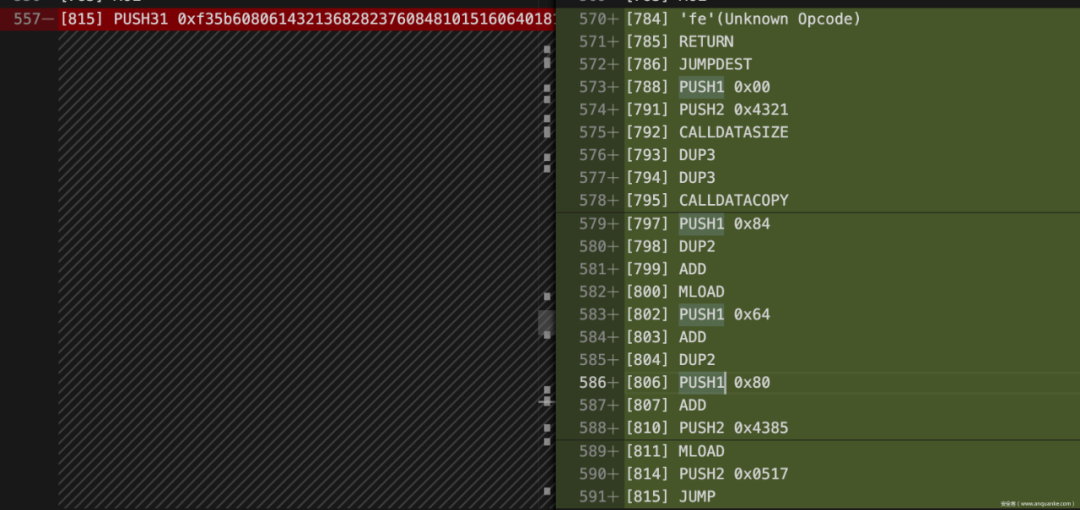 557— [815] PUSH31 0xf35b60806143213682823760848101516064018
570+ [784] 'fe'(Unknown Opcode)
571+ [785] RETURN
572+ [786] JUMPDEST
573+ [788] PUSH1 0x00
574+ [791] PUSH2 0x4321
575+ [792] CALLDATASIZE
576+ [793] DUP3
577+ [794] DUP3
578+ [795] CALLDATACOPY
579+ [797] PUSH1 0x84
580+ [798] DUP2
581+ [799] ADD
582+ [800] MLOAD
583+ [802] PUSH1 0x64
584+ [803] ADD
585+ [804] DUP2
586+ [806] PUSH1 0x80
587+ [807] ADD
588+ [810] PUSH2 0x4385
589+ [811] MLOAD
590+ [814] PUSH2 0x0517
591+ [815] JUMP
安全客（www.anquanke.com）